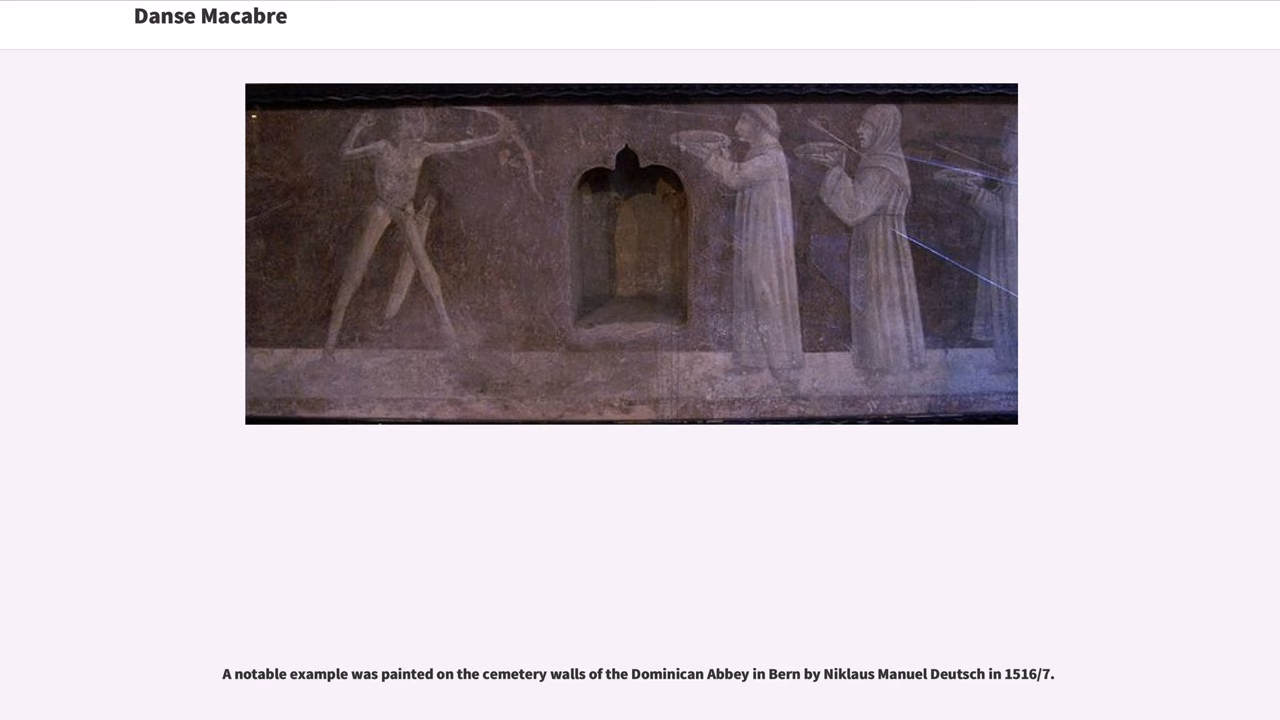 Danse Macabre
A notable example was painted on the cemetery walls of the Dominican Abbey in Bern by Niklaus Manuel Deutsch in 1516/7.